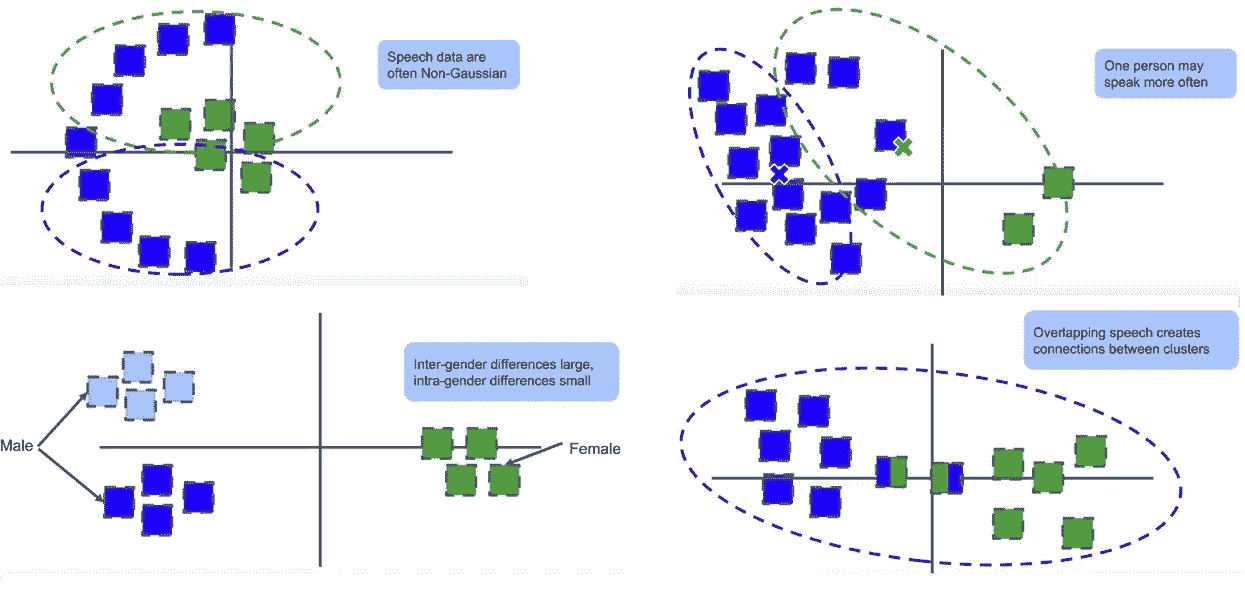 Speech data are
often Non-Gaussian
One person may
speak more often
Inter-gender differences large,
intra-gender differences small
Male
Female
Overlapping speech creates
connections between clusters